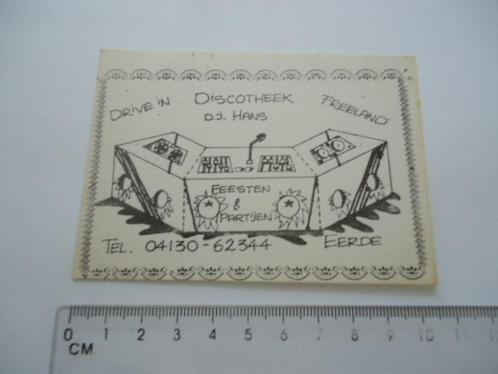 DRIVE IN DISCOTHEEK 'FREELAND'
D.J. HANS
FEESTEN
&
PARTIJEN
TEL. 04130-62344 EERDE
0 1 2 3 4 5 6 7 8 9 10 11 12
CM